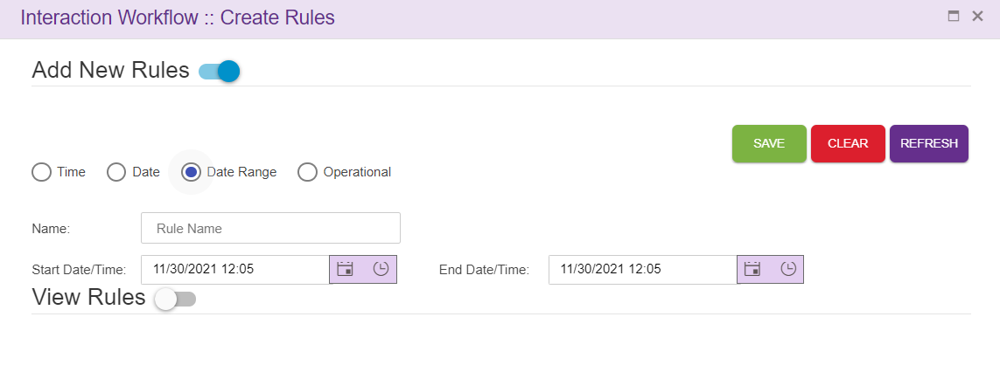 Interaction Workflow :: Create Rules
Add New Rules
SAVE CLEAR REFRESH
Time Date Date Range Operational
Name: Rule Name
Start Date/Time: 11/30/2021 12:05 End Date/Time: 11/30/2021 12:05
View Rules